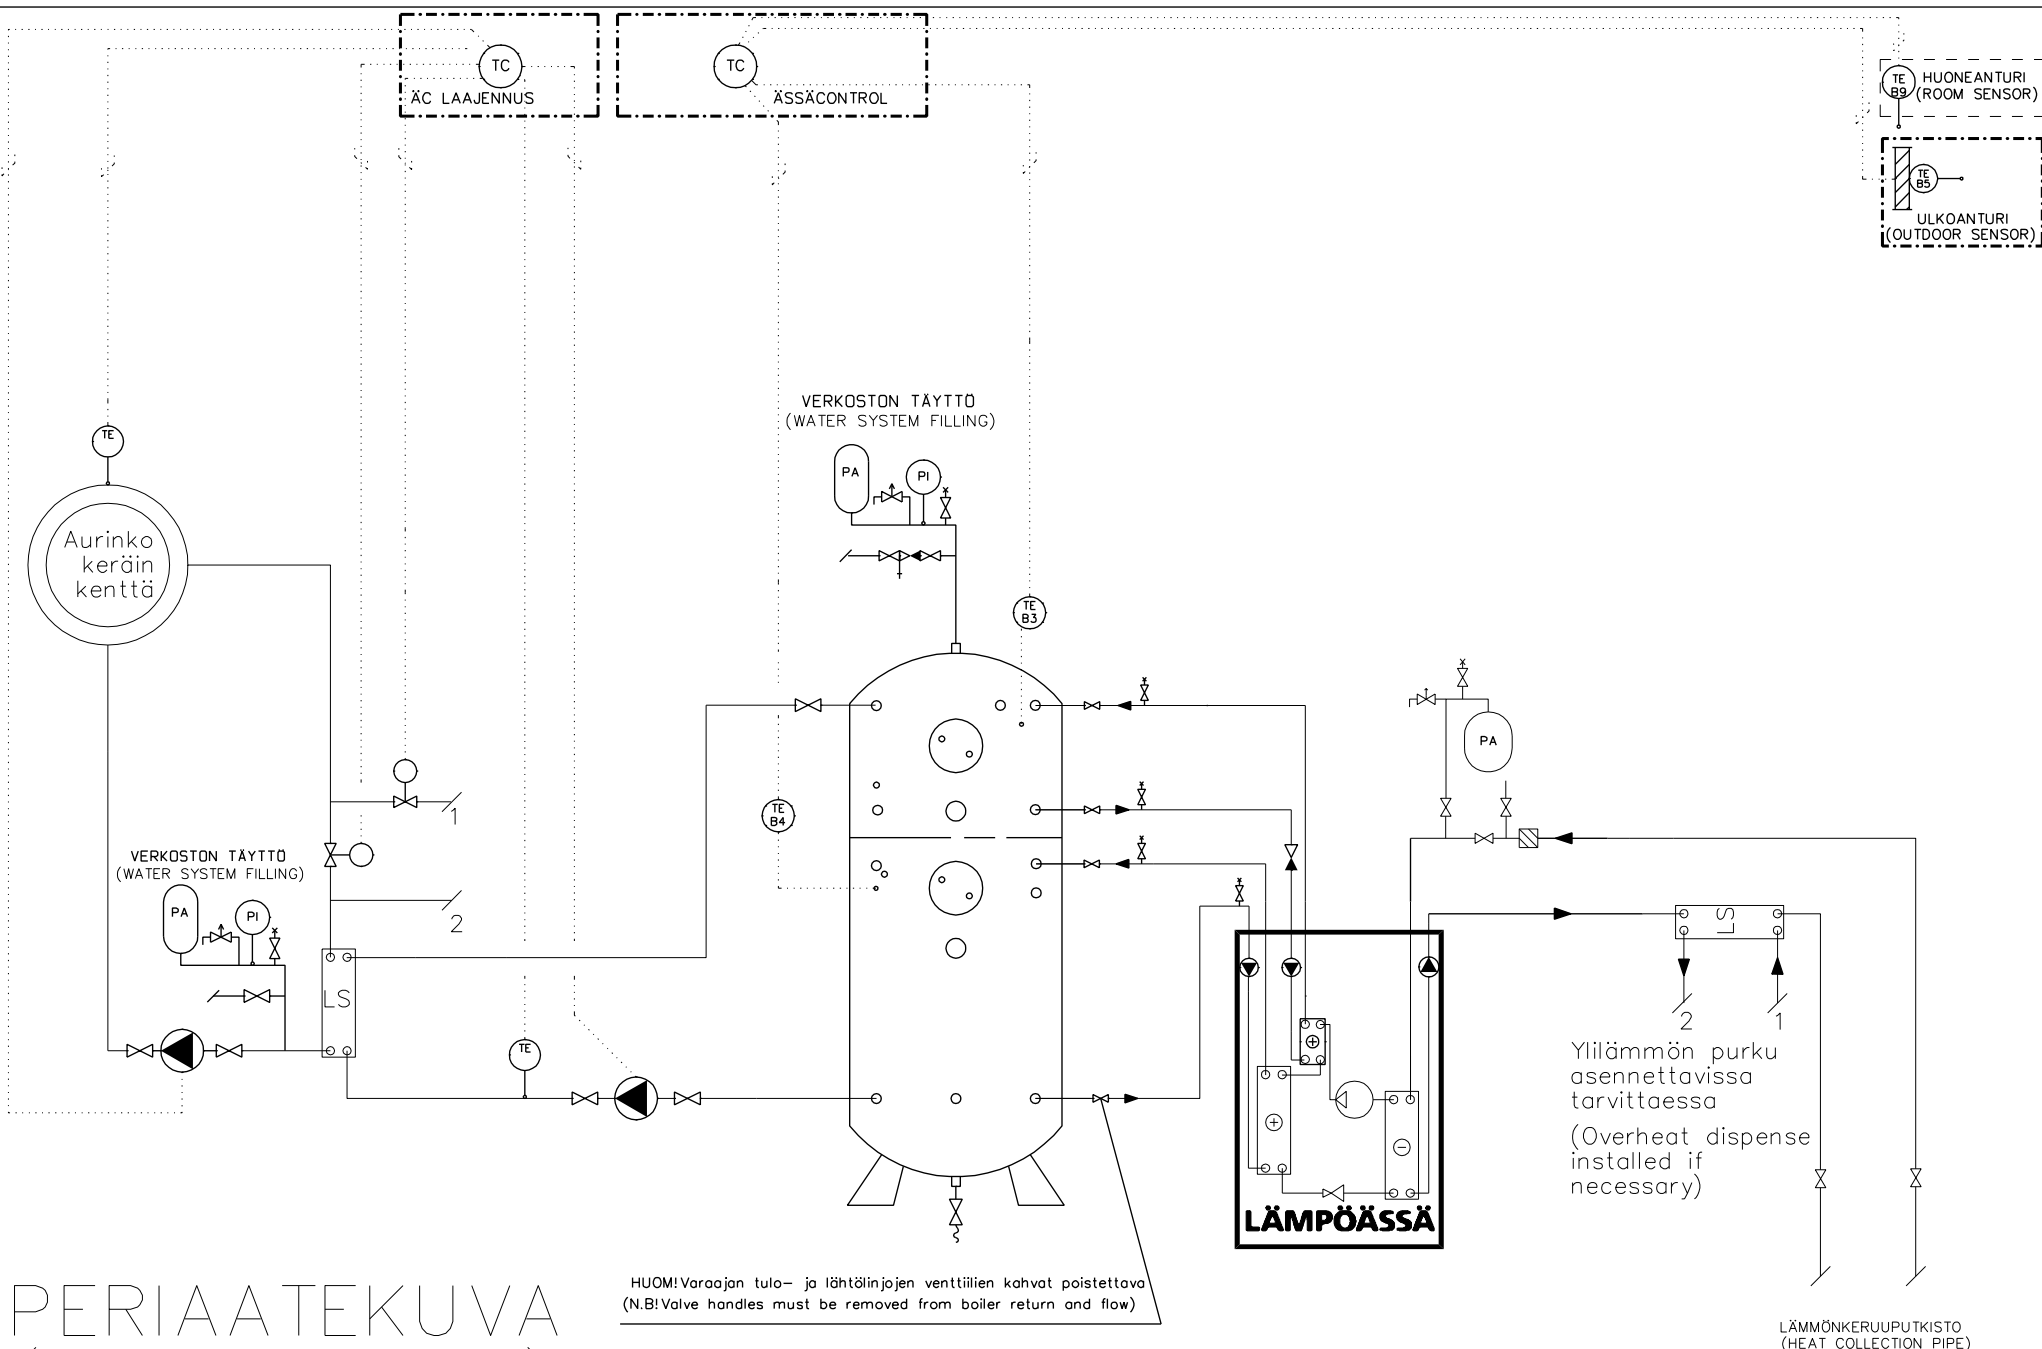 TC
ÄC LAAJENNUS
TC
ÄSSÄCONTROL
TE
B9
HUONEANTURI
(ROOM SENSOR)
TE
B5
ULKOANTURI
(OUTDOOR SENSOR)
VERKOSTON TÄYTTÖ
(WATER SYSTEM FILLING)
PA
PI
TE
Aurinko
keräin
kenttä
TE
B3
PA
1
TE
B4
VERKOSTON TÄYTTÖ
(WATER SYSTEM FILLING)
PA
PI
2
LS
LS
2
1
TE
Ylilämmön purku
asennettavissa
tarvittaessa
(Overheat dispense
installed if
necessary)
LÄMPÖÄSSÄ
HUOM! Varaajan tulo- ja lähtölinjojen venttiilien kahvat poistettava
(N.B! Valve handles must be removed from boiler return and flow)
PERIAATEKUVA
LÄMMÖNKERUUPUTKISTO
(HEAT COLLECTION PIPE)